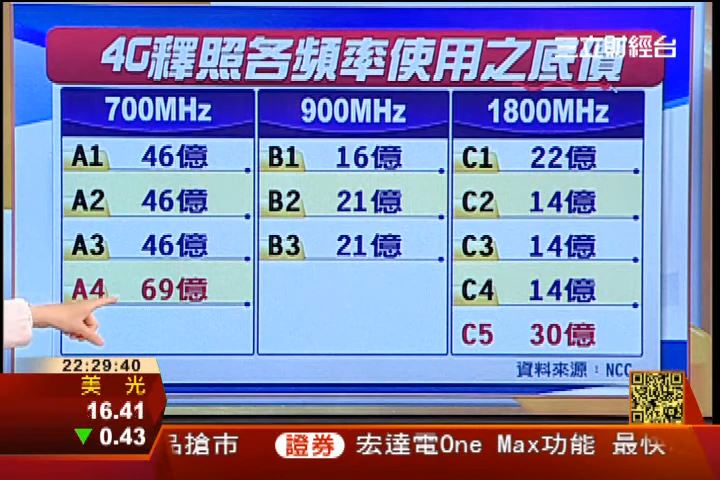 4G釋照各頻率使用之底價
三立財經台
700MHz 900MHz 1800MHz
A1 46億 B1 16億 C1 22億
A2 46億 B2 21億 C2 14億
A3 46億 B3 21億 C3 14億
A4 69億 C4 14億
C5 30億
資料來源：NCC
22:29:40
美光
16.41
▼0.43
品搶市 證券 宏達電One Max功能 最快